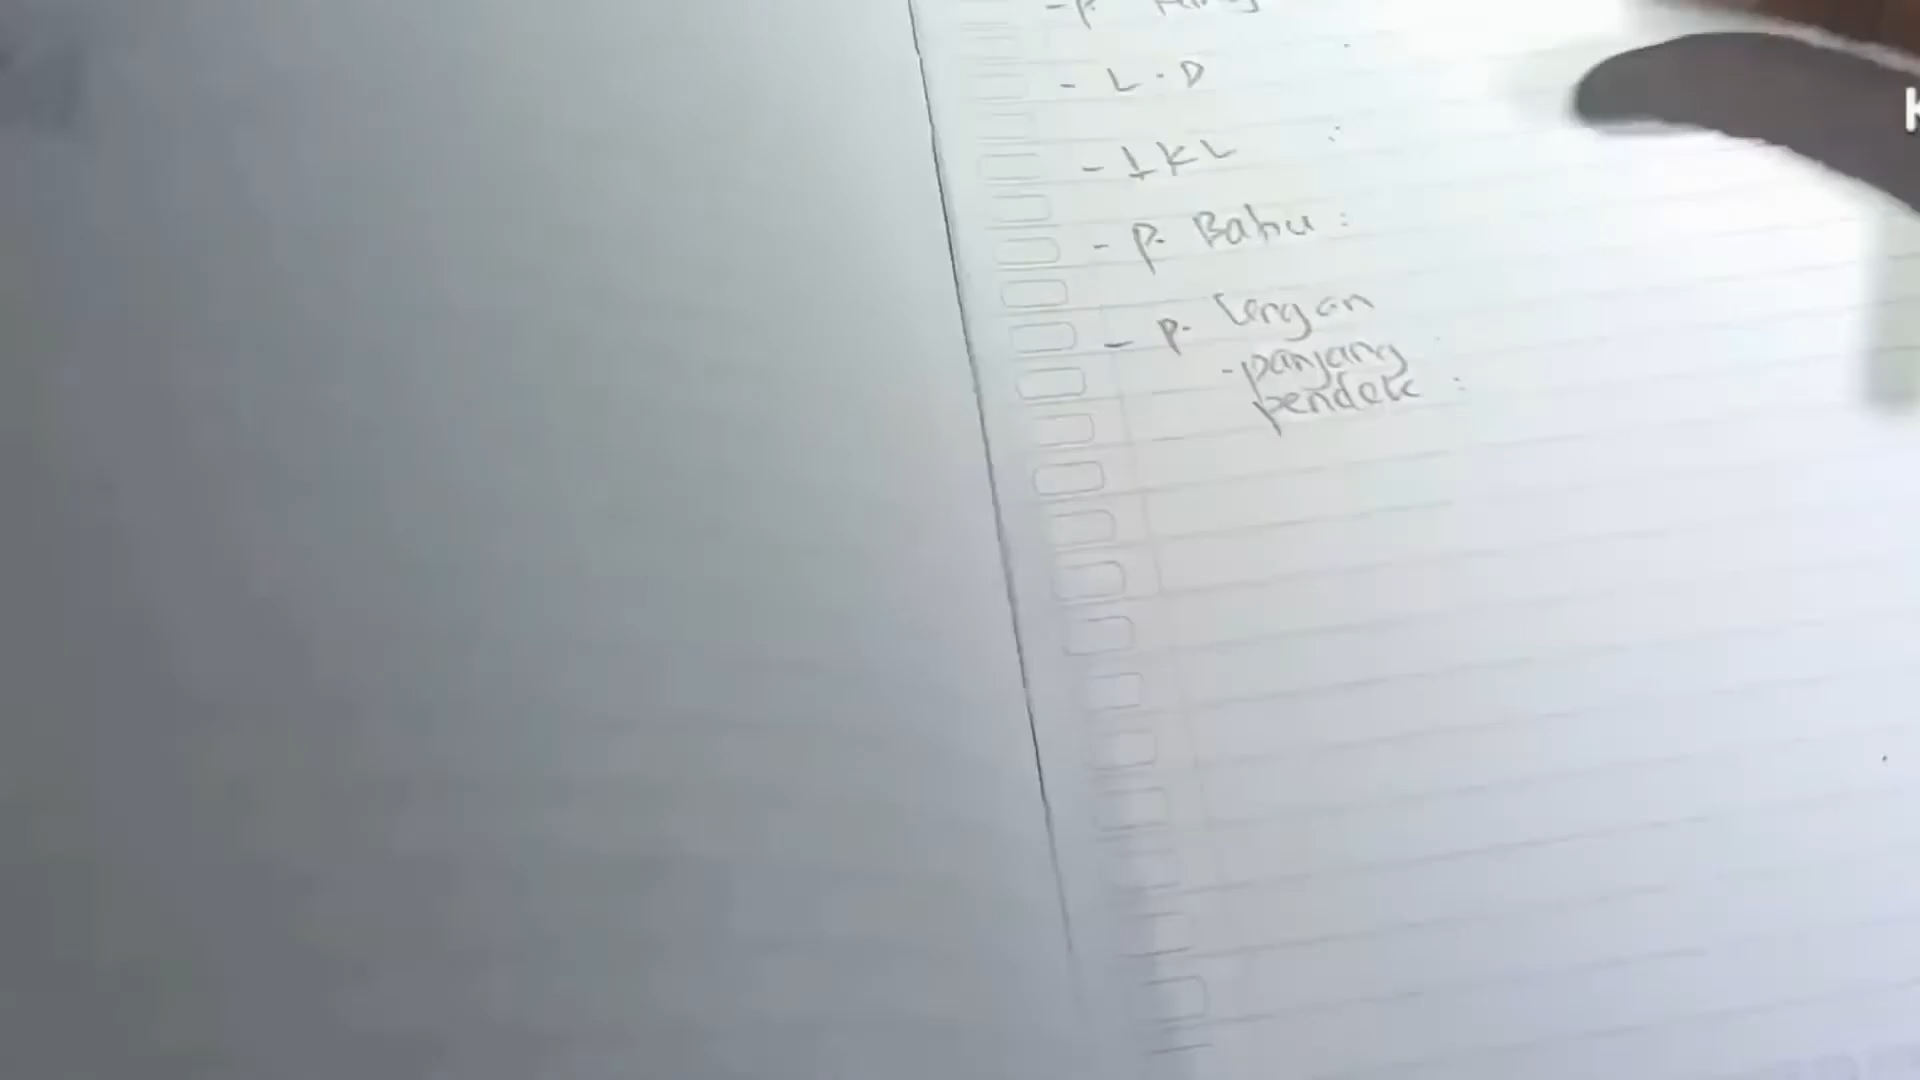 - L. D
- P. Bahu :
- P. lengan
- panjang
pendek :
K